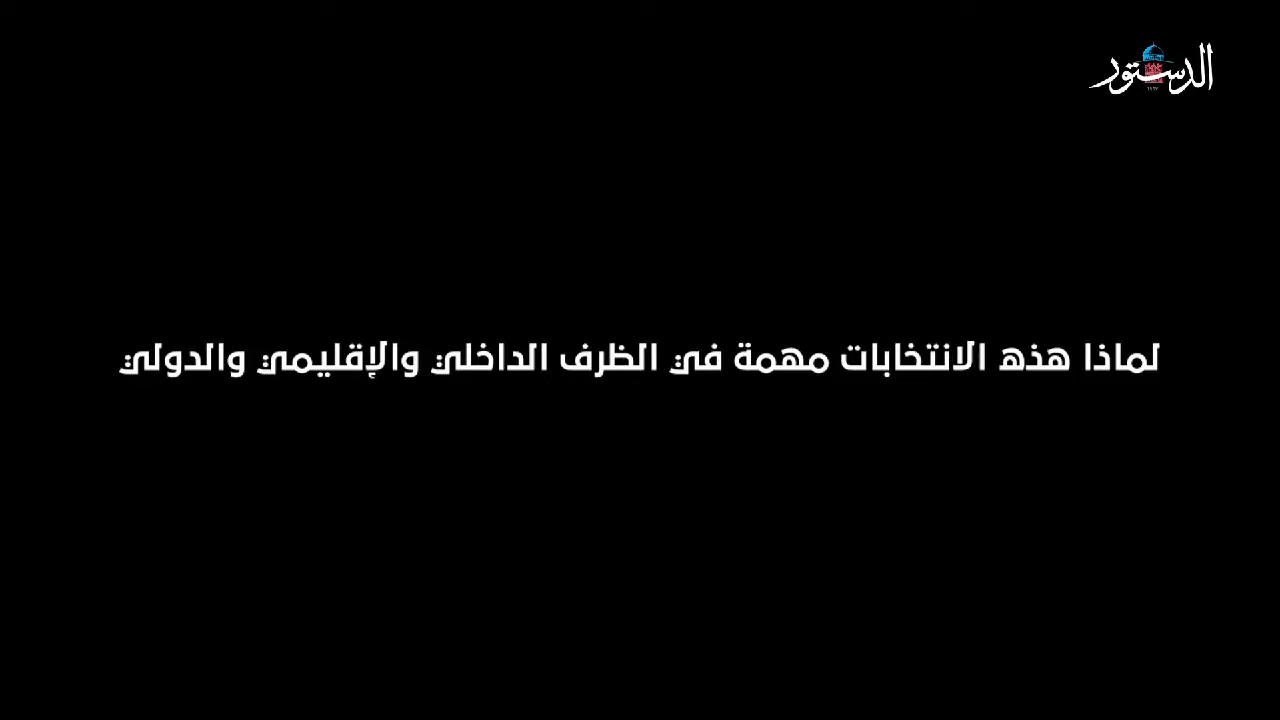 الدستور
لماذا هذه الانتخابات مهمة في الظرف الداخلي والإقليمي والدولي